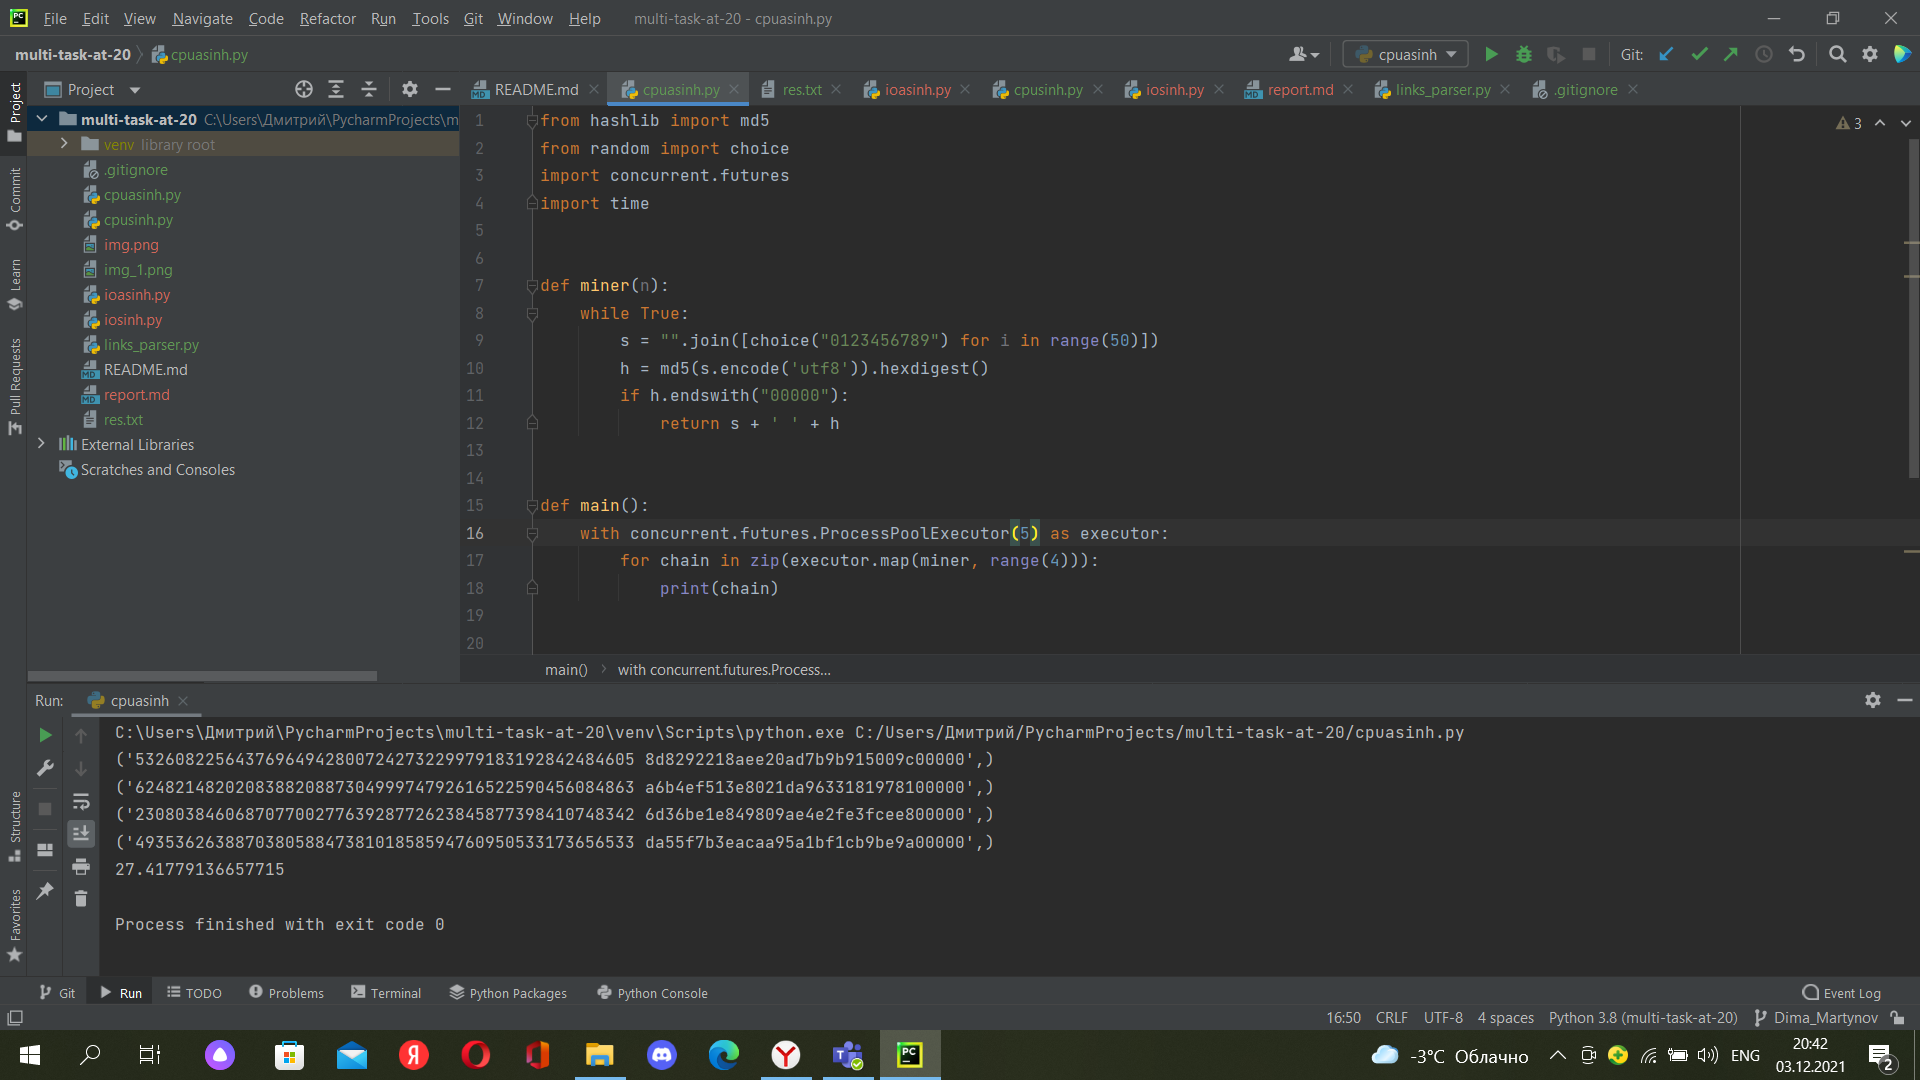 File Edit View Navigate Code Refactor Run Tools Git Window Help multi-task-at-20 - cpuasinh.py
multi-task-at-20 cpuasinh.py cpuasinh Git:
Project
README.md cpuasinh.py res.txt ioasinh.py cpusinh.py iosinh.py report.md links_parser.py .gitignore
multi-task-at-20 C:\Users\Дмитрий\PycharmProjects\m
venv library root
.gitignore
cpuasinh.py
cpusinh.py
img.png
img_1.png
ioasinh.py
iosinh.py
links_parser.py
README.md
report.md
res.txt
External Libraries
Scratches and Consoles
Project
Commit
Learn
Pull Requests
Structure
Favorites
3
1 from hashlib import md5
2 from random import choice
3 import concurrent.futures
4 import time
5
6
7 def miner(n):
8 while True:
9 s = "".join([choice("0123456789") for i in range(50)])
10 h = md5(s.encode('utf8')).hexdigest()
11 if h.endswith("00000"):
12 return s + ' ' + h
13
14
15 def main():
16 with concurrent.futures.ProcessPoolExecutor(5) as executor:
17 for chain in zip(executor.map(miner, range(4))):
18 print(chain)
19
20
main() with concurrent.futures.Process...
Run: cpuasinh
C:\Users\Дмитрий\PycharmProjects\multi-task-at-20\venv\Scripts\python.exe C:/Users/Дмитрий/PycharmProjects/multi-task-at-20/cpuasinh.py
('53260822564376964942800724273229979183192842484605 8d8292218aee20ad7b9b915009c00000',)
('62482148202083882088730499974792616522590456084863 a6b4ef513e8021da9633181978100000',)
('23080384606870770027763928772623845877398410748342 6d36be1e849809ae4e2fe3fcee800000',)
('49353626388703805884738101858594760950533173656533 da55f7b3eacaa95a1bf1cb9be9a00000',)
27.41779136657715
Process finished with exit code 0
Git Run TODO Problems Terminal Python Packages Python Console Event Log
16:50 CRLF UTF-8 4 spaces Python 3.8 (multi-task-at-20) Dima_Martynov
-3°C Облачно ENG 20:42
03.12.2021 2